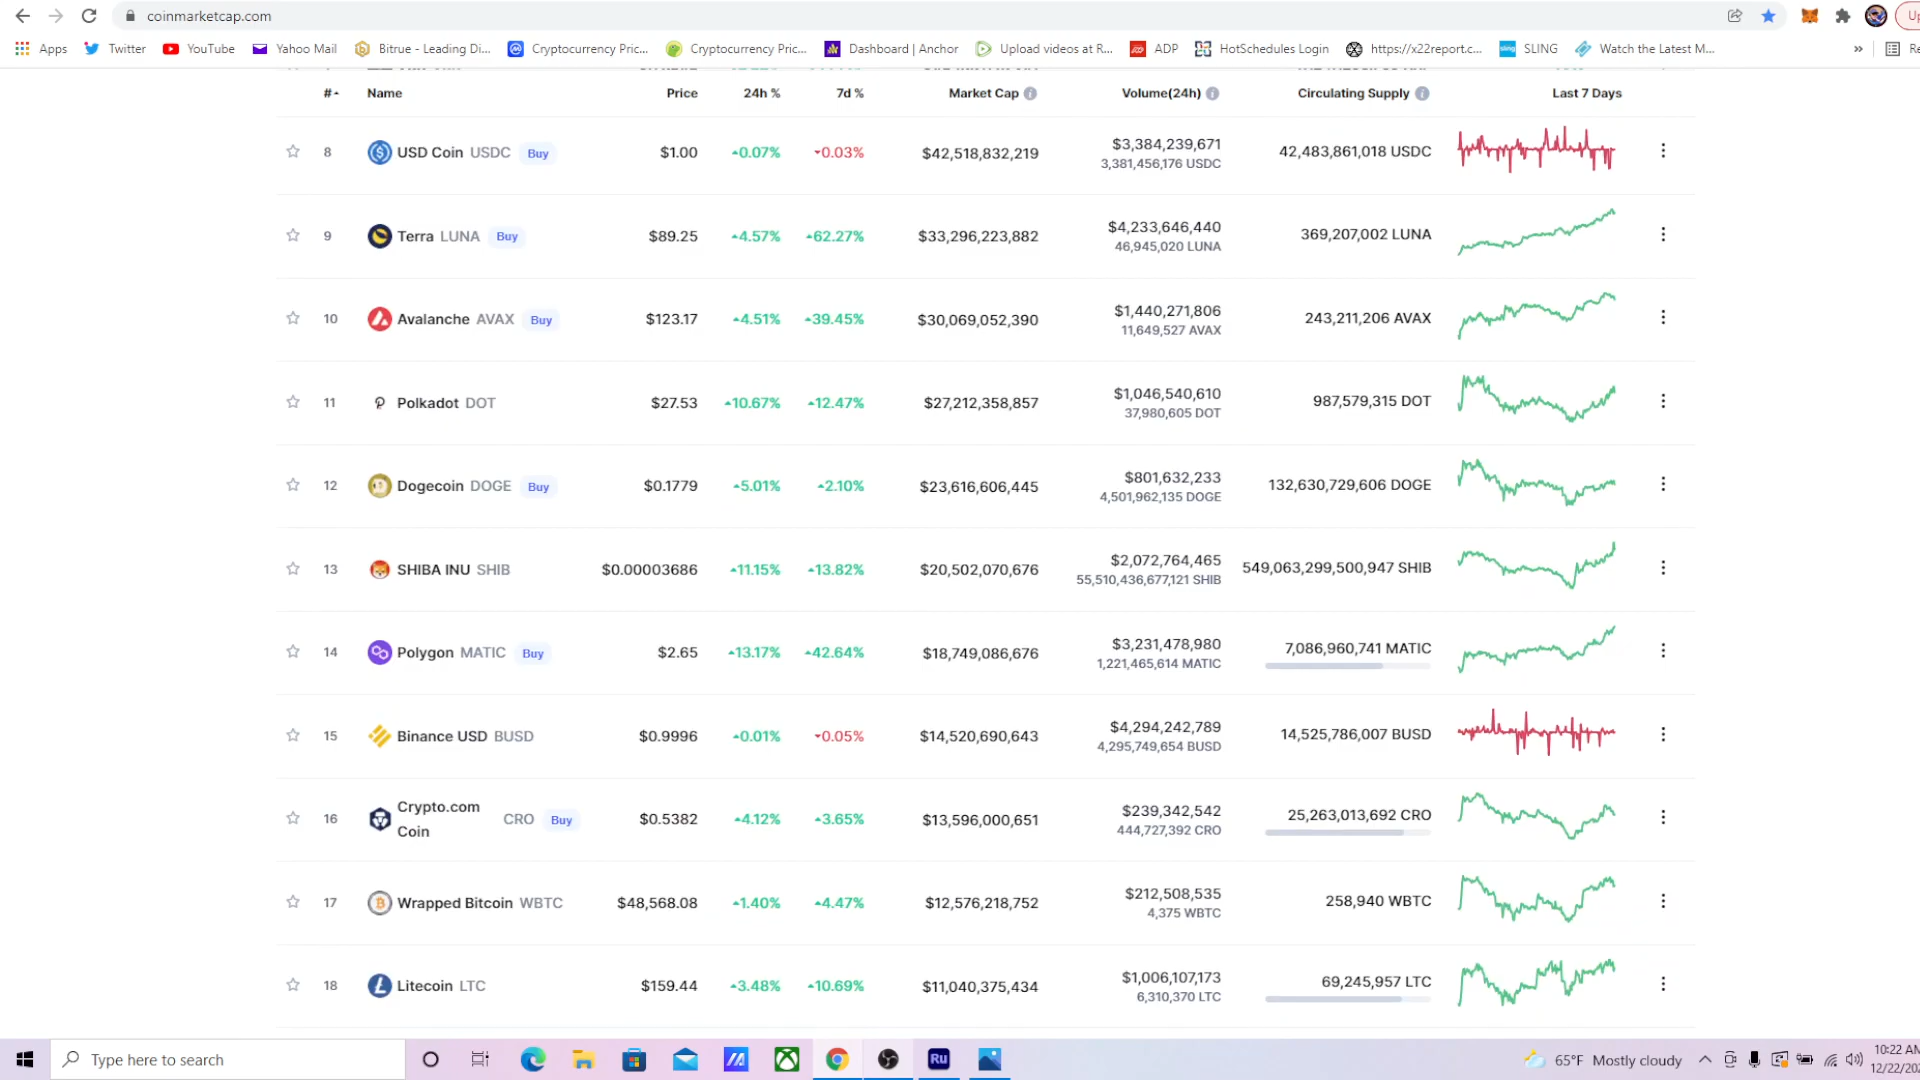 coinmarketcap.com
Apps Twitter YouTube Yahoo Mail Bitrue - Leading Di... Cryptocurrency Pric... Cryptocurrency Pric... Dashboard | Anchor Upload videos at R... ADP HotSchedules Login https://x22report.c... SLING Watch the Latest M... »
# Name Price 24h % 7d % Market Cap Volume(24h) Circulating Supply Last 7 Days
8 USD Coin USDC Buy $1.00 0.07% 0.03% $42,518,832,219 $3,384,239,671 42,483,861,018 USDC
3,381,456,176 USDC
9 Terra LUNA Buy $89.25 4.57% 62.27% $33,296,223,882 $4,233,646,440 369,207,002 LUNA
46,945,020 LUNA
10 Avalanche AVAX Buy $123.17 4.51% 39.45% $30,069,052,390 $1,440,271,806 243,211,206 AVAX
11,649,527 AVAX
11 Polkadot DOT $27.53 10.67% 12.47% $27,212,358,857 $1,046,540,610 987,579,315 DOT
37,980,605 DOT
12 Dogecoin DOGE Buy $0.1779 5.01% 2.10% $23,616,606,445 $801,632,233 132,630,729,606 DOGE
4,501,962,135 DOGE
13 SHIBA INU SHIB $0.00003686 11.15% 13.82% $20,502,070,676 $2,072,764,465 549,063,299,500,947 SHIB
55,510,436,677,121 SHIB
14 Polygon MATIC Buy $2.65 13.17% 42.64% $18,749,086,676 $3,231,478,980 7,086,960,741 MATIC
1,221,465,614 MATIC
15 Binance USD BUSD $0.9996 0.01% 0.05% $14,520,690,643 $4,294,242,789 14,525,786,007 BUSD
4,295,749,654 BUSD
16 Crypto.com Coin CRO Buy $0.5382 4.12% 3.65% $13,596,000,651 $239,342,542 25,263,013,692 CRO
444,727,392 CRO
17 Wrapped Bitcoin WBTC $48,568.08 1.40% 4.47% $12,576,218,752 $212,508,535 258,940 WBTC
4,375 WBTC
18 Litecoin LTC $159.44 3.48% 10.69% $11,040,375,434 $1,006,107,173 69,245,957 LTC
6,310,370 LTC
Type here to search Ru 65°F Mostly cloudy 10:22 AM